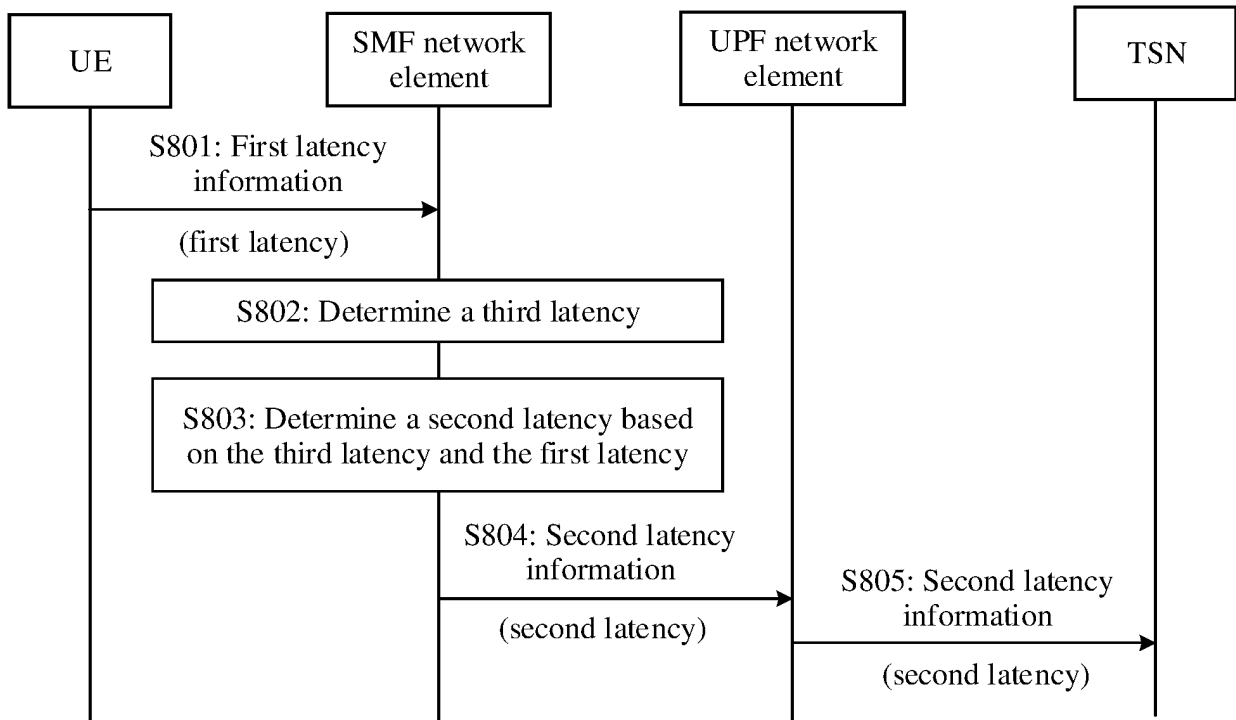 UE
SMF network
element
UPF network
element
TSN
S801: First latency
information
(first latency)
S802: Determine a third latency
S803: Determine a second latency based
on the third latency and the first latency
S804: Second latency
information
(second latency)
S805: Second latency
information
(second latency)